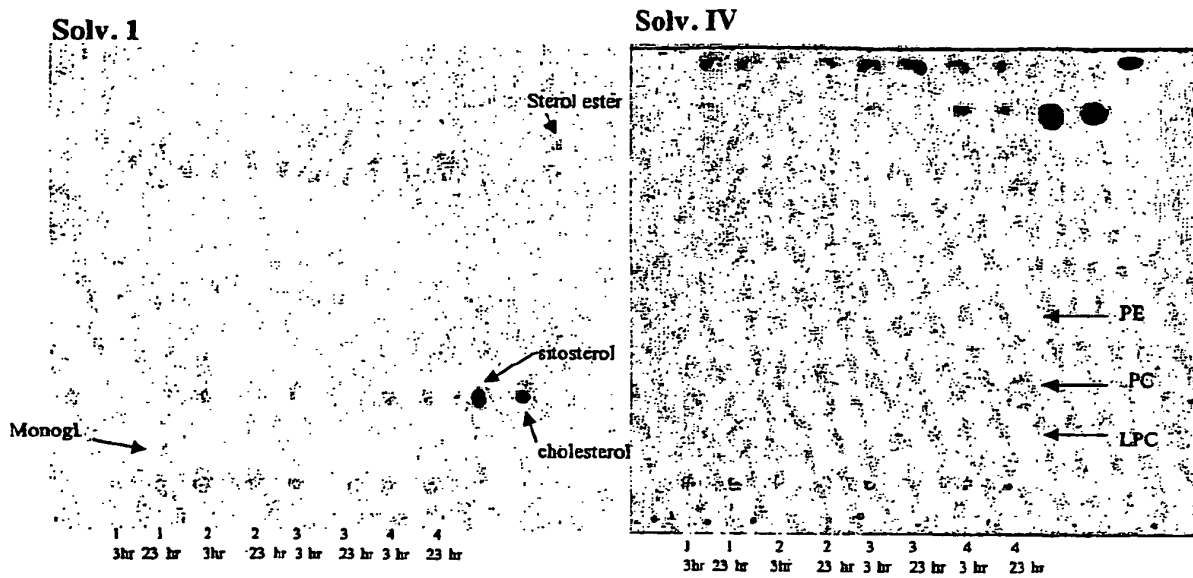 Solv. 1
Sterol ester
sitosterol
Monogl.
cholesterol
1 1 2 2 3 3 4 4
3hr 23 hr 3hr 23 hr 3 hr 23 hr 3 hr 23 hr
Solv. IV
PE
PC
LPC
1 1 2 2 3 3 4 4
3hr 23 hr 3hr 23 hr 3 hr 23 hr 3 hr 23 hr